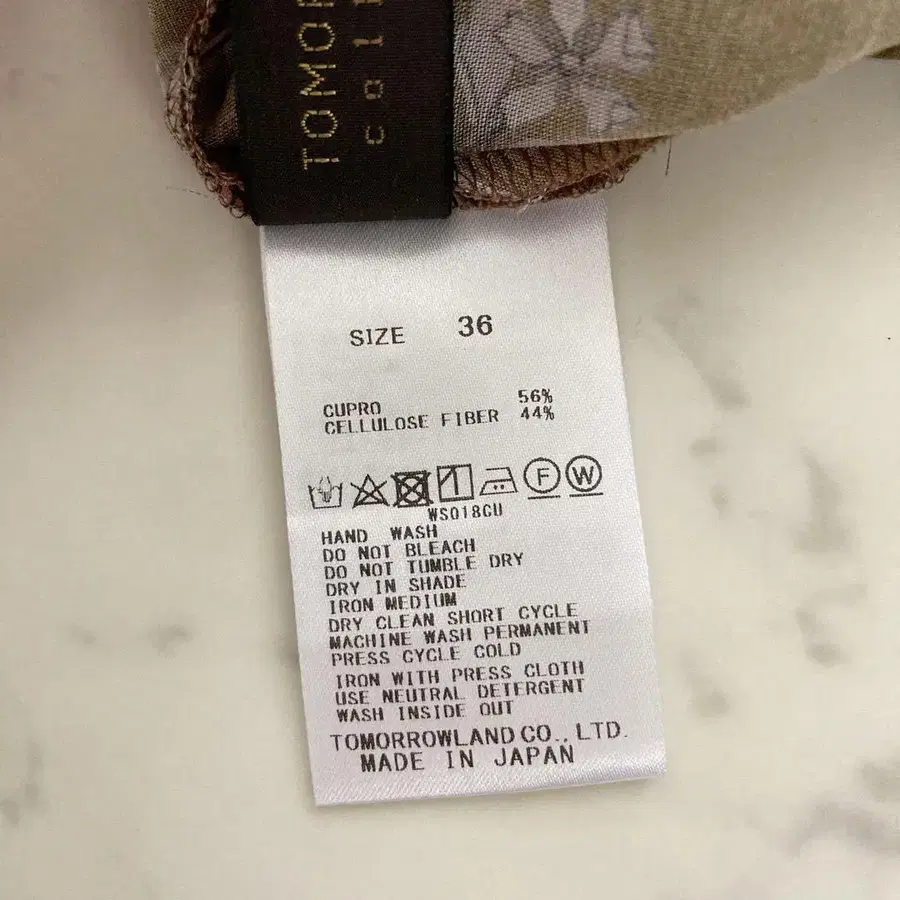 TOMOR
coll
SIZE 36
CUPRO 56%
CELLULOSE FIBER 44%
F W
WS018CU
HAND WASH
DO NOT BLEACH
DO NOT TUMBLE DRY
DRY IN SHADE
IRON MEDIUM
DRY CLEAN SHORT CYCLE
MACHINE WASH PERMANENT
PRESS CYCLE COLD
IRON WITH PRESS CLOTH
USE NEUTRAL DETERGENT
WASH INSIDE OUT
TOMORROWLAND CO., LTD.
MADE IN JAPAN